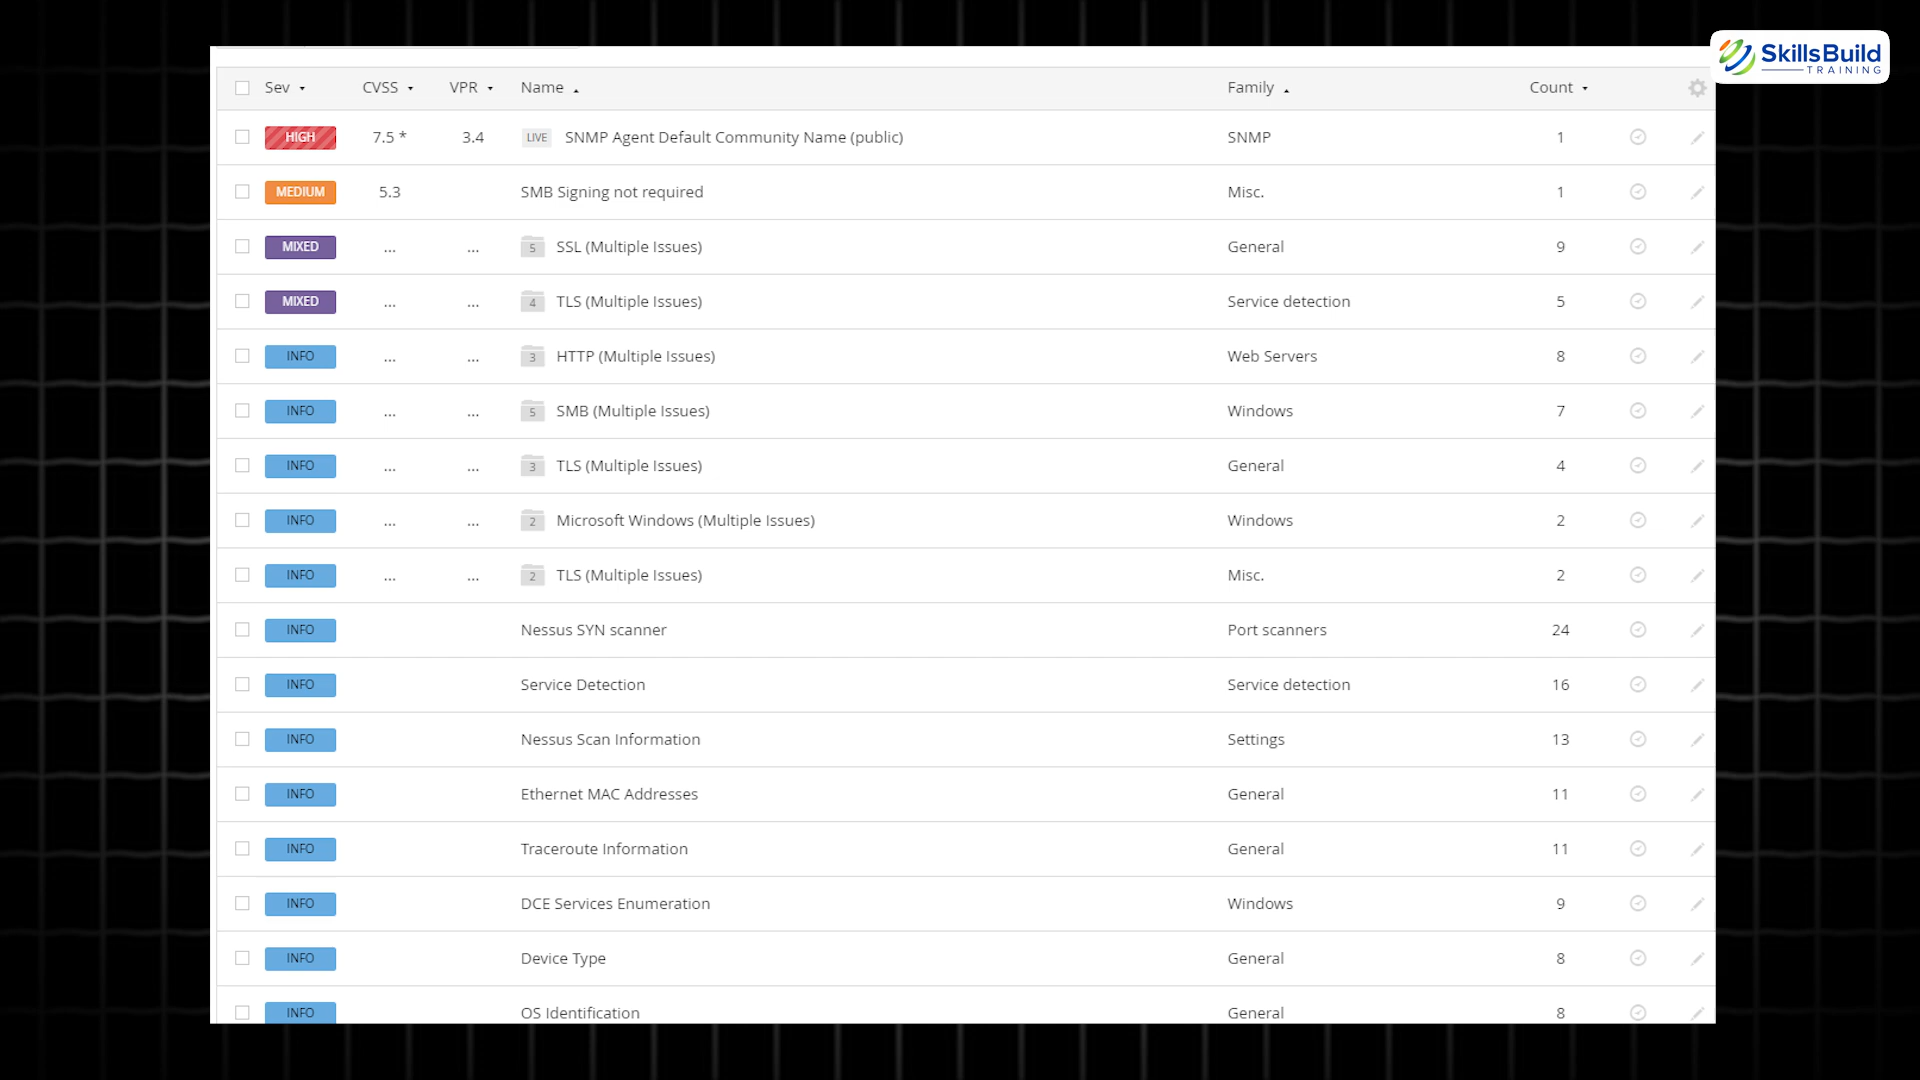 SkillsBuild
TRAINING
Sev CVSS VPR Name Family Count
HIGH 7.5 * 3.4 LIVE SNMP Agent Default Community Name (public) SNMP 1
MEDIUM 5.3 SMB Signing not required Misc. 1
MIXED ... ... 5 SSL (Multiple Issues) General 9
MIXED ... ... 4 TLS (Multiple Issues) Service detection 5
INFO ... ... 3 HTTP (Multiple Issues) Web Servers 8
INFO ... ... 5 SMB (Multiple Issues) Windows 7
INFO ... ... 3 TLS (Multiple Issues) General 4
INFO ... ... 2 Microsoft Windows (Multiple Issues) Windows 2
INFO ... ... 2 TLS (Multiple Issues) Misc. 2
INFO Nessus SYN scanner Port scanners 24
INFO Service Detection Service detection 16
INFO Nessus Scan Information Settings 13
INFO Ethernet MAC Addresses General 11
INFO Traceroute Information General 11
INFO DCE Services Enumeration Windows 9
INFO Device Type General 8
INFO OS Identification General 8